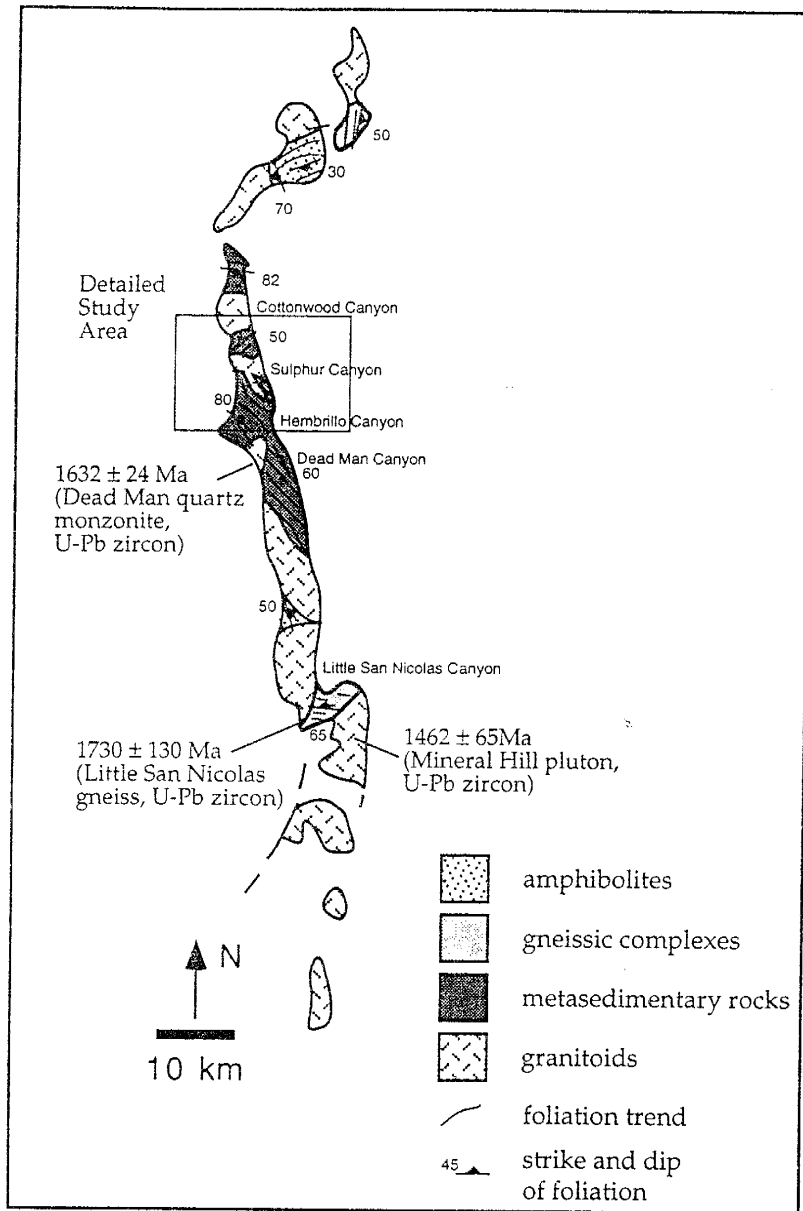 50
30
70
82
Detailed
Study
Area
Cottonwood Canyon
50
Sulphur Canyon
80
Hembrillo Canyon
Dead Man Canyon
60
1632 ± 24 Ma
(Dead Man quartz
monzonite,
U-Pb zircon)
50
Little San Nicolas Canyon
65
1730 ± 130 Ma
(Little San Nicolas
gneiss, U-Pb zircon)
1462 ± 65Ma
(Mineral Hill pluton,
U-Pb zircon)
N
10 km
amphibolites
gneissic complexes
metasedimentary rocks
granitoids
foliation trend
45
strike and dip
of foliation